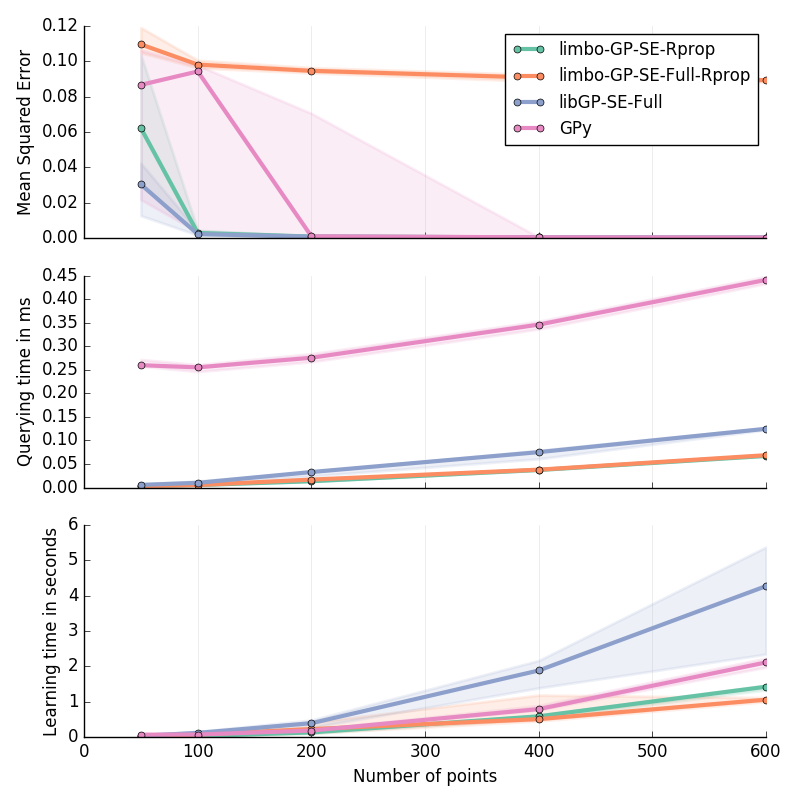 0.12
0.10
0.08
0.06
0.04
0.02
0.00
Mean Squared Error
limbo-GP-SE-Rprop
limbo-GP-SE-Full-Rprop
libGP-SE-Full
GPy
0.45
0.40
0.35
0.30
0.25
0.20
0.15
0.10
0.05
0.00
Querying time in ms
6
5
4
3
2
1
0
Learning time in seconds
0 100 200 300 400 500 600
Number of points